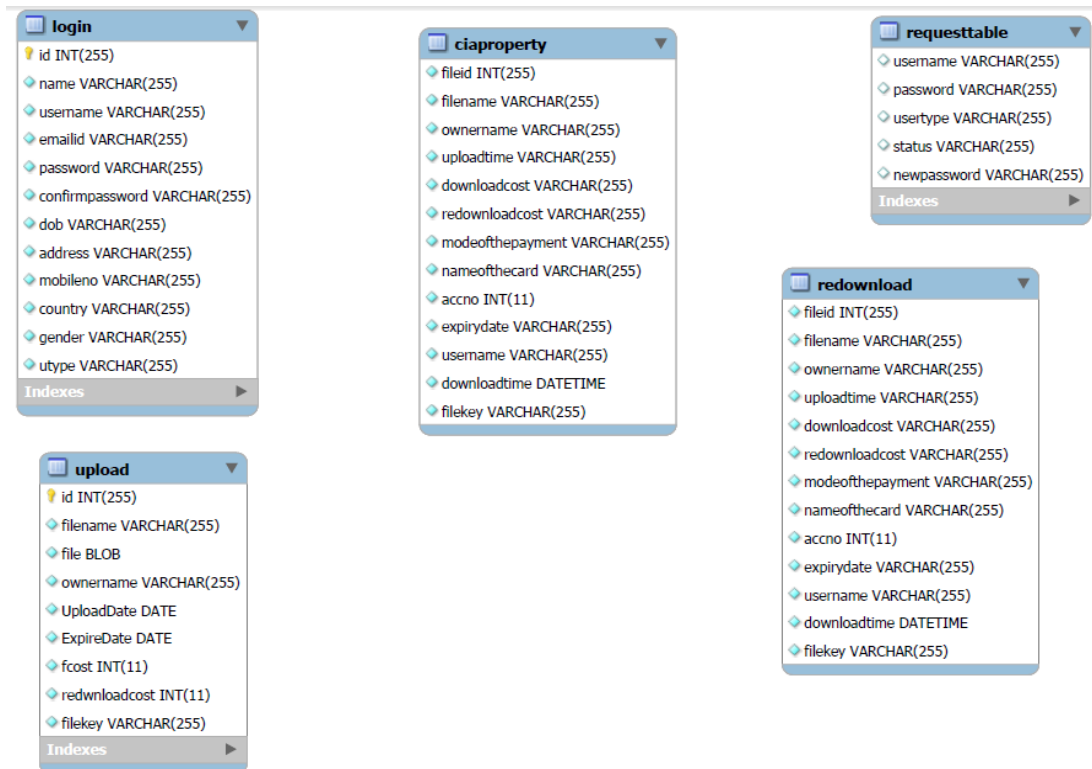 login
id INT(255)
name VARCHAR(255)
username VARCHAR(255)
emailid VARCHAR(255)
password VARCHAR(255)
confirmpassword VARCHAR(255)
dob VARCHAR(255)
address VARCHAR(255)
mobileno VARCHAR(255)
country VARCHAR(255)
gender VARCHAR(255)
utype VARCHAR(255)
Indexes
upload
id INT(255)
filename VARCHAR(255)
file BLOB
ownername VARCHAR(255)
UploadDate DATE
ExpireDate DATE
fcost INT(11)
redwnloadcost INT(11)
filekey VARCHAR(255)
Indexes
ciaproperty
fileid INT(255)
filename VARCHAR(255)
ownername VARCHAR(255)
uploadtime VARCHAR(255)
downloadcost VARCHAR(255)
redownloadcost VARCHAR(255)
modeofthepayment VARCHAR(255)
nameofthecard VARCHAR(255)
accno INT(11)
expirydate VARCHAR(255)
username VARCHAR(255)
downloadtime DATETIME
filekey VARCHAR(255)
requesttable
username VARCHAR(255)
password VARCHAR(255)
usertype VARCHAR(255)
status VARCHAR(255)
newpassword VARCHAR(255)
Indexes
redownload
fileid INT(255)
filename VARCHAR(255)
ownername VARCHAR(255)
uploadtime VARCHAR(255)
downloadcost VARCHAR(255)
redownloadcost VARCHAR(255)
modeofthepayment VARCHAR(255)
nameofthecard VARCHAR(255)
accno INT(11)
expirydate VARCHAR(255)
username VARCHAR(255)
downloadtime DATETIME
filekey VARCHAR(255)